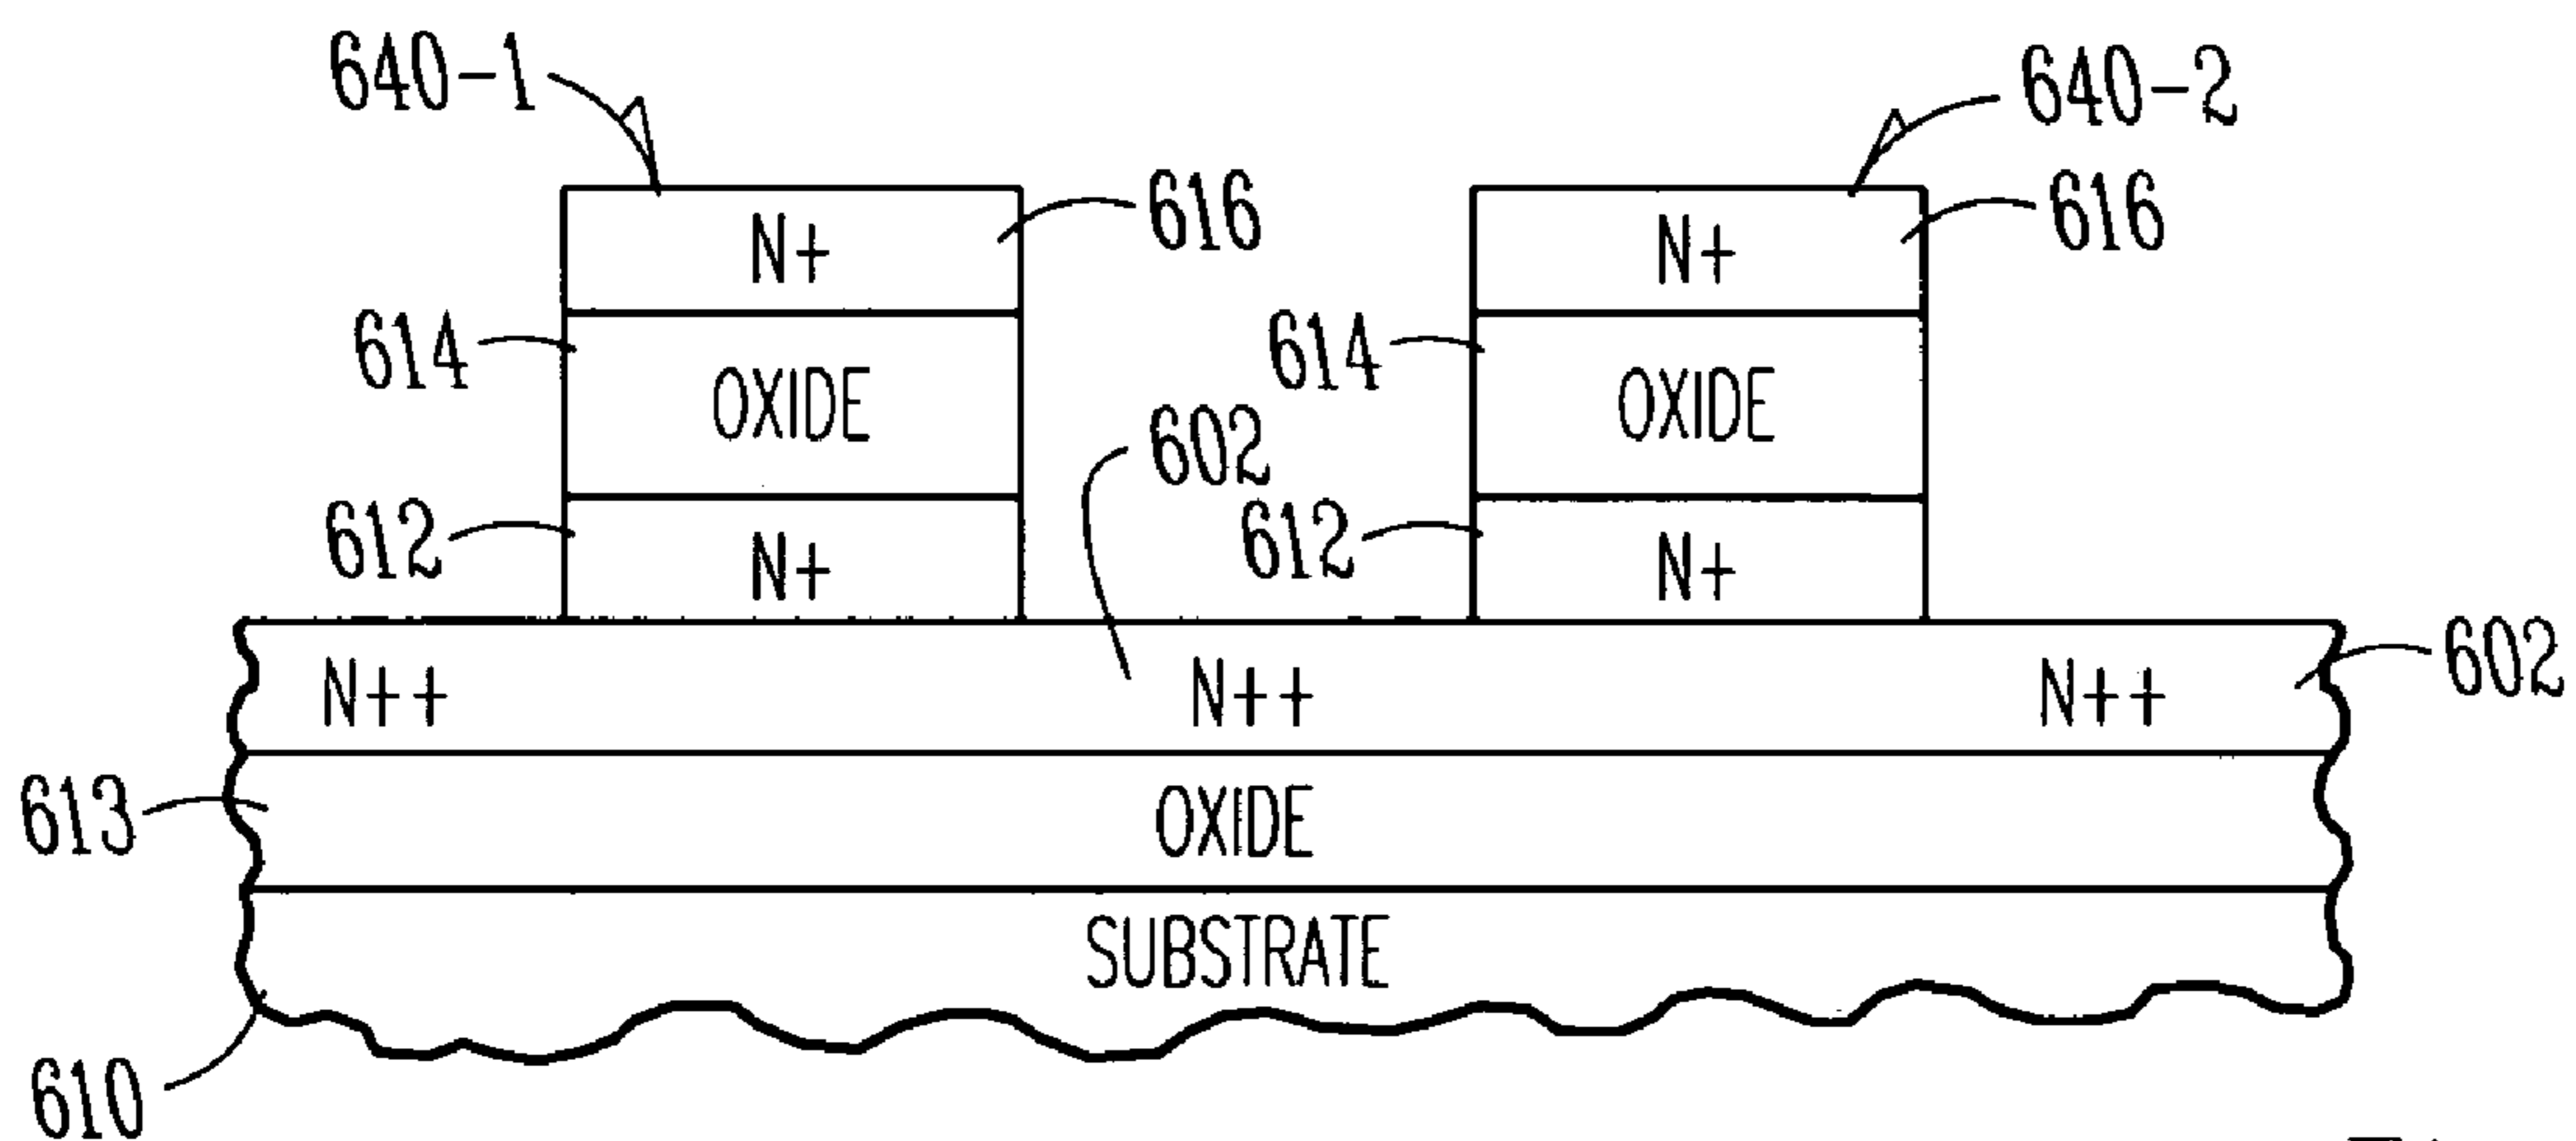 640-1
640-2
N+
616
N+
616
614
OXIDE
614
OXIDE
602
612
N+
612
N+
N++
N++
N++
602
613
OXIDE
SUBSTRATE
610